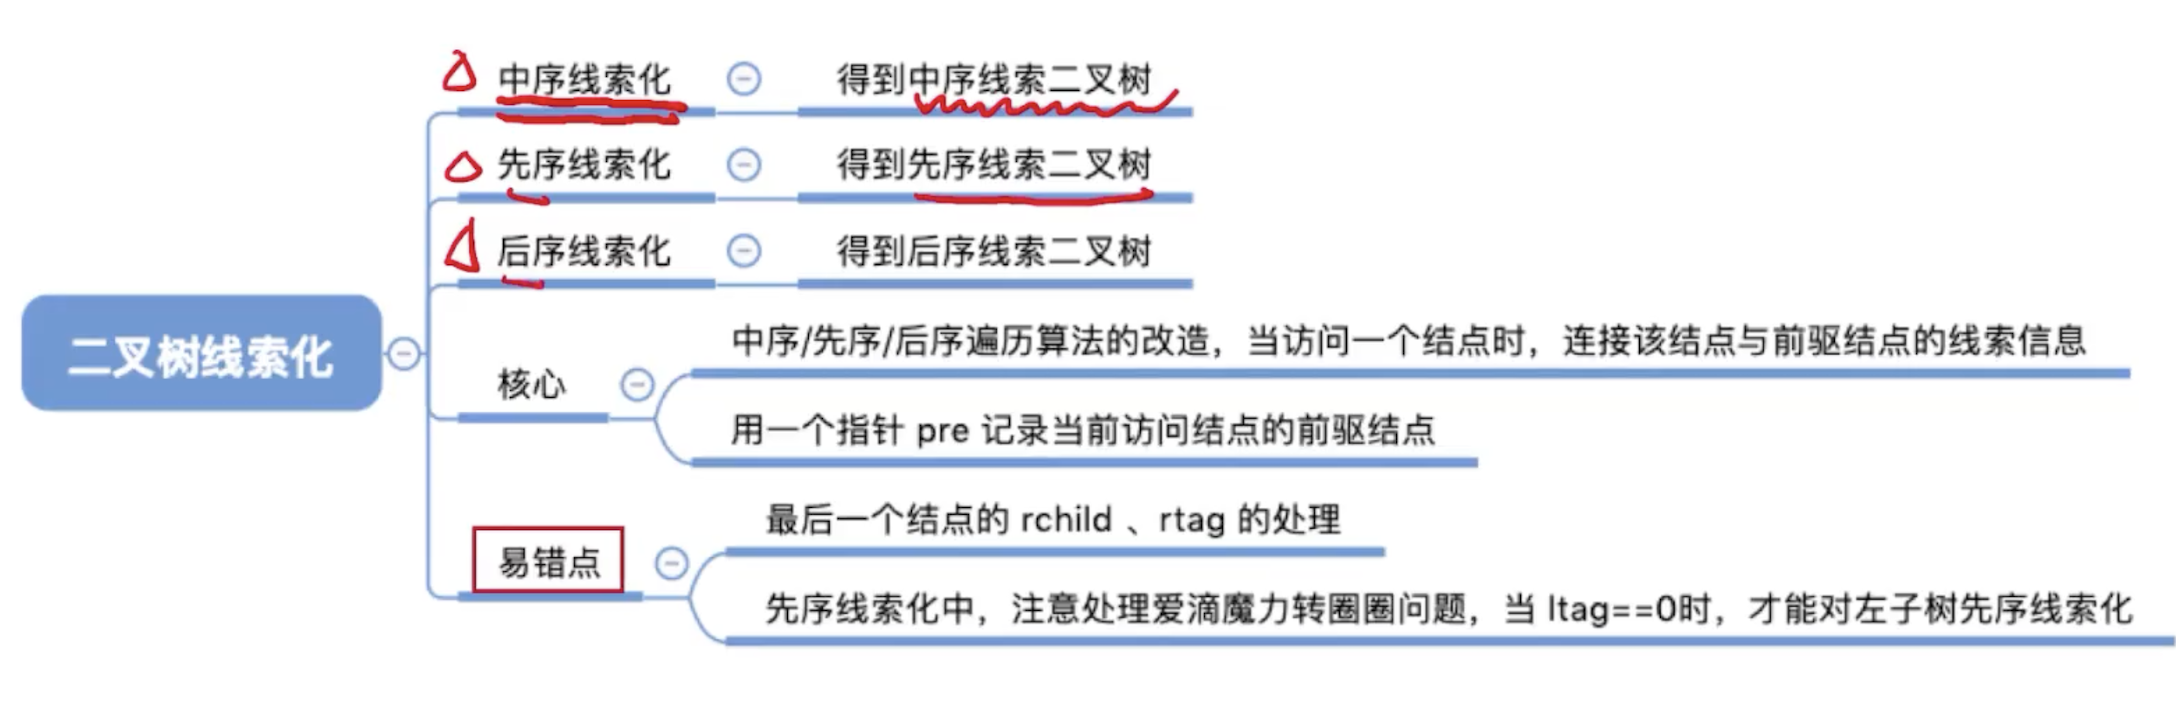 中序线索化 得到中序线索二叉树
先序线索化 得到先序线索二叉树
后序线索化 得到后序线索二叉树
二叉树线索化
核心
中序/先序/后序遍历算法的改造，当访问一个结点时，连接该结点与前驱结点的线索信息
用一个指针 pre 记录当前访问结点的前驱结点
易错点
最后一个结点的 rchild 、rtag 的处理
先序线索化中，注意处理爱滴魔力转圈圈问题，当 ltag==0时，才能对左子树先序线索化